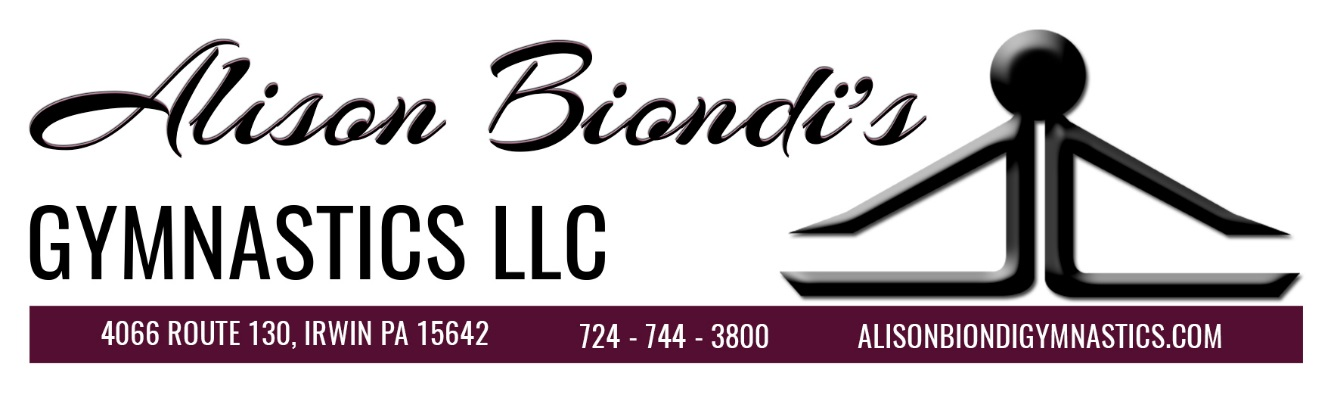 Alison Biondi's
GYMNASTICS LLC
4066 ROUTE 130, IRWIN PA 15642
724 - 744 - 3800
ALISONBIONDIGYMNASTICS.COM